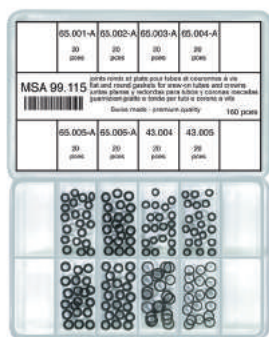 65.001-A 65.002-A 65.003-A 65.004-A
20 20 20 20
pces pces pces pces
MSA 99.115
joints ronds et plats pour tubes et couronnes à vis
flat and round gaskets for screw-on tubes and crowns
juntas planas y redondas para tubos y coronas roscadas
guarnizioni piatte e tonde per tubi e corone a vite
Swiss made - premium quality
160 pces
65.005-A 65.006-A 43.004 43.005
20 20 20 20
pces pces pces pces